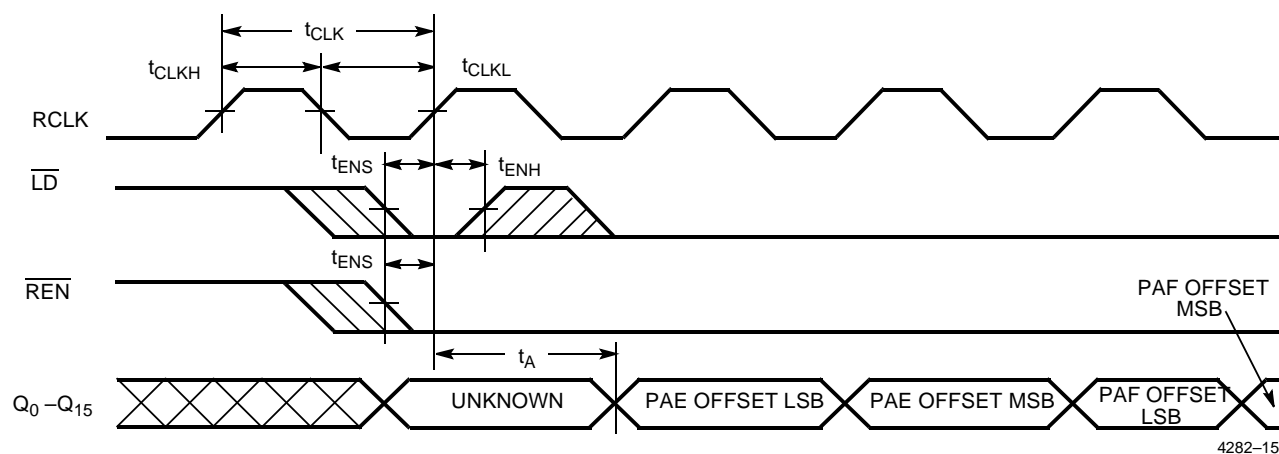 tCLK
tCLKH
tCLKL
RCLK
tENS
tENH
LD
tENS
REN
PAF OFFSET
MSB
tA
Q0 –Q15
UNKNOWN
PAE OFFSET LSB
PAE OFFSET MSB
PAF OFFSET
LSB
4282–15